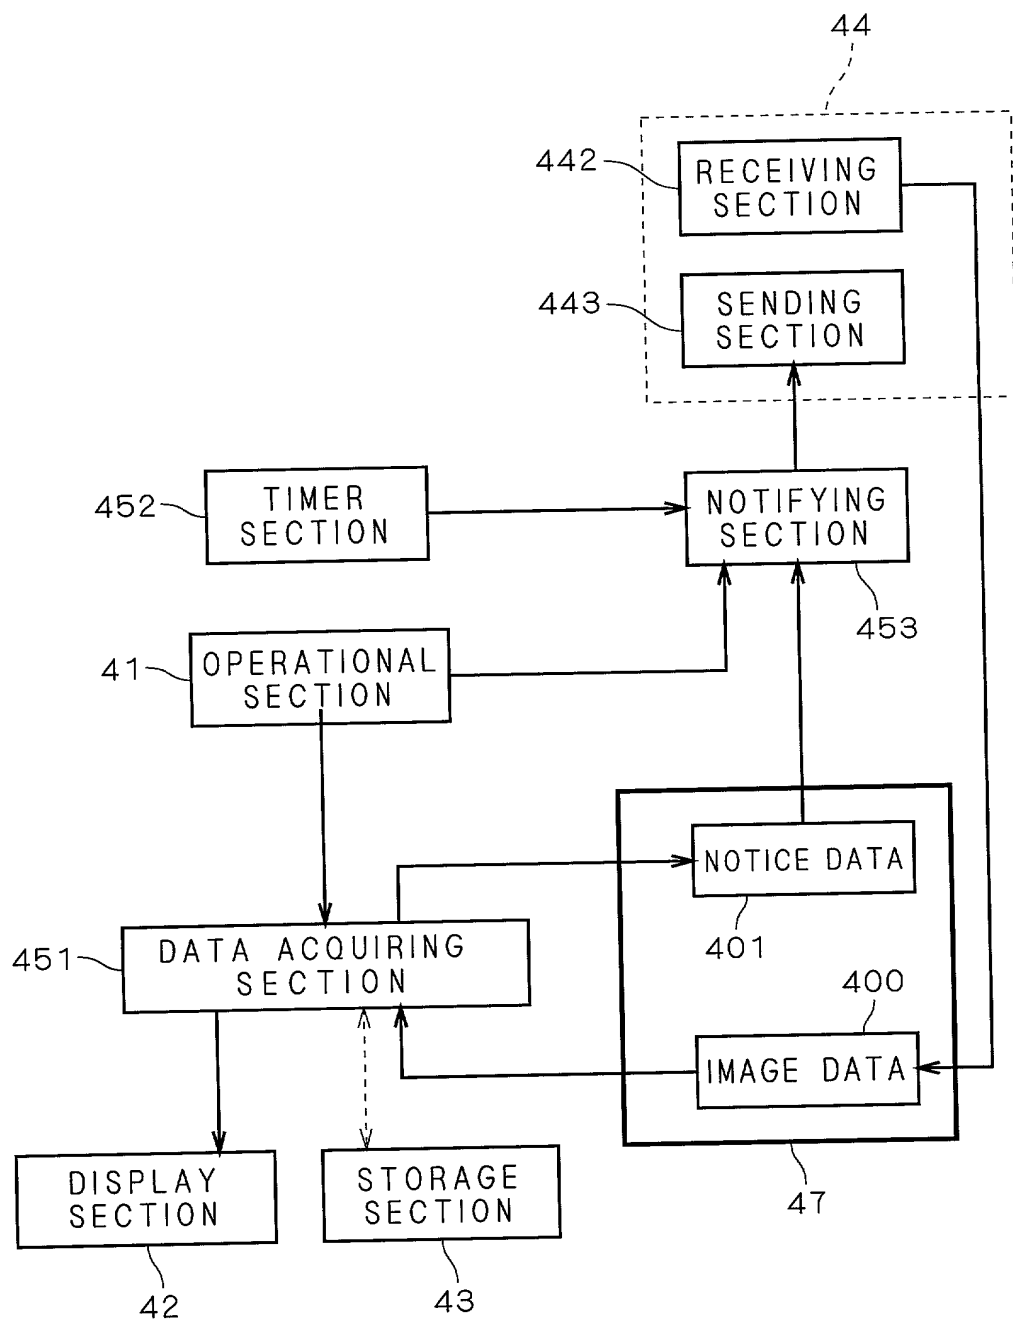 44
442
RECEIVING
SECTION
443
SENDING
SECTION
452
TIMER
SECTION
NOTIFYING
SECTION
453
41
OPERATIONAL
SECTION
NOTICE DATA
401
451
DATA ACQUIRING
SECTION
400
IMAGE DATA
DISPLAY
SECTION
STORAGE
SECTION
47
42
43